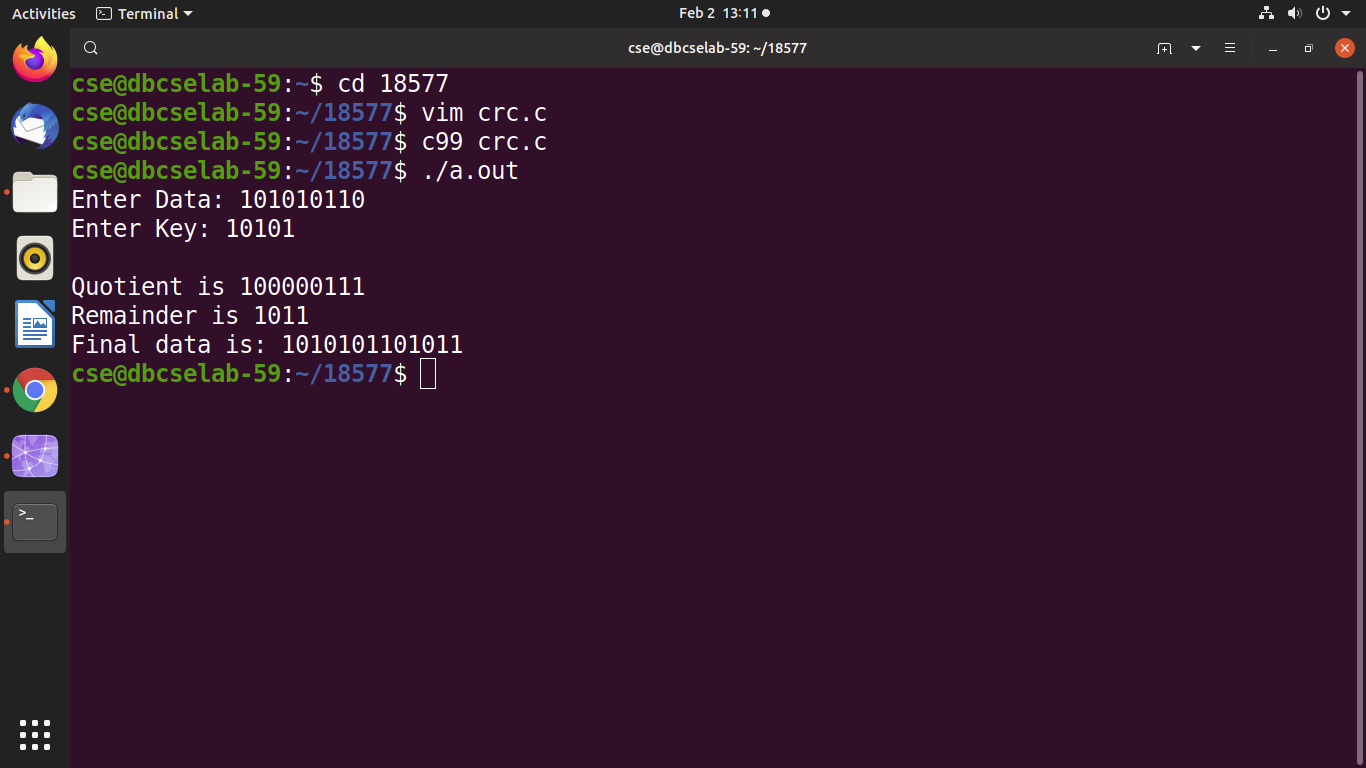 Activities Terminal Feb 2 13:11
cse@dbcselab-59: ~/18577
cse@dbcselab-59:~$ cd 18577
cse@dbcselab-59:~/18577$ vim crc.c
cse@dbcselab-59:~/18577$ c99 crc.c
cse@dbcselab-59:~/18577$ ./a.out
Enter Data: 101010110
Enter Key: 10101
Quotient is 100000111
Remainder is 1011
Final data is: 1010101101011
cse@dbcselab-59:~/18577$
>_